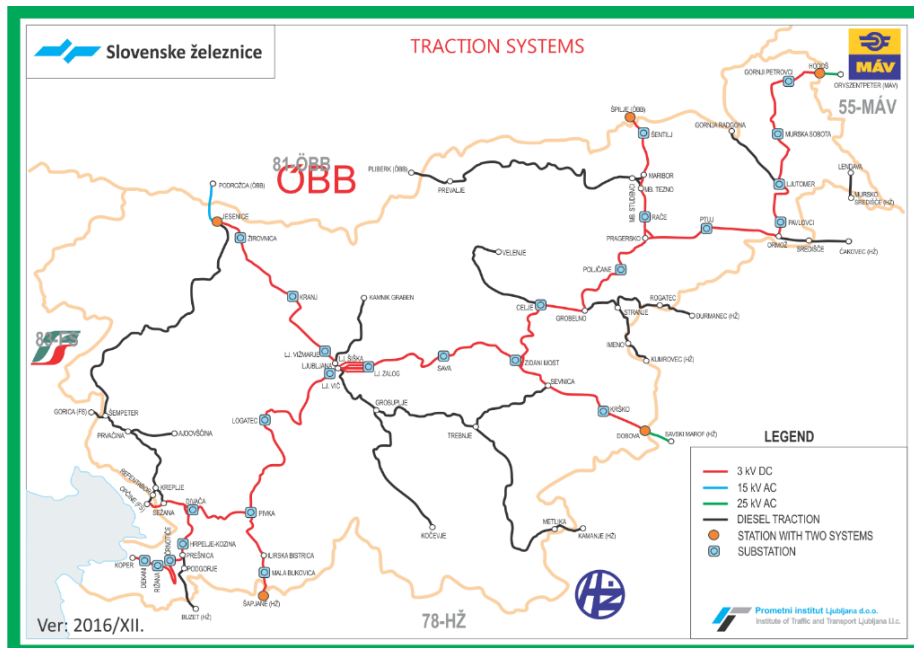 Slovenske železnice
TRACTION SYSTEMS
MÁV
HODOŠ
GORNJI PETROVCI
ORYSZENTPETER (MAV)
55-MÁV
ŠPILJE (ÖBB)
ŠENTILJ
GORNJA RADGONA
MURSKA SOBOTA
81-ÖBB
ÖBB
PLIBERK (ÖBB)
PREVALJE
MARIBOR
MB. TEZNO
MB. STUDENCI
LENDAVA
MURSKO
SREDIŠČE (HŽ)
LJUTOMER
PODROŽCA (ÖBB)
JESENICE
ŽIROVNICA
RAČE
PTUJ
PAVLOVCI
PRAGERSKO
ORMOŽ
SREDIŠČE
ČAKOVEC (HŽ)
VELENJE
POLJČANE
KRANJ
KAMNIK GRABEN
CELJE
GROBELNO
ROGATEC
STRANJE
ĐURMANEC (HŽ)
IMENO
KUMROVEC (HŽ)
LJ. VIŽMARJE
LJ. ŠIŠKA
LJUBLJANA
LJ. VIČ
LJ. ZALOG
SAVA
ZIDANI MOST
SEVNICA
GORICA (FS)
ŠEMPETER
PRVAČINA
AJDOVŠČINA
LOGATEC
GROSUPLJE
TREBNJE
KRŠKO
DOBOVA
SAVSKI MAROF (HŽ)
REPENTABOR
OPČINE (FS)
KREPLJE
SEŽANA
DIVAČA
PIVKA
KOČEVJE
METLIKA
KAMANJE (HŽ)
HRPELJE-KOZINA
PREŠNICA
PODGORJE
KOPER
DEKANI
RIŽANA
ČRNOTIČE
BUZET (HŽ)
ILIRSKA BISTRICA
MALA BUKOVICA
ŠAPJANE (HŽ)
78-HŽ
HŽ
LEGEND
3 kV DC
15 kV AC
25 kV AC
DIESEL TRACTION
STATION WITH TWO SYSTEMS
SUBSTATION
Prometni institut Ljubljana d.o.o.
Institute of Traffic and Transport Ljubljana l.l.c.
Ver: 2016/XII.